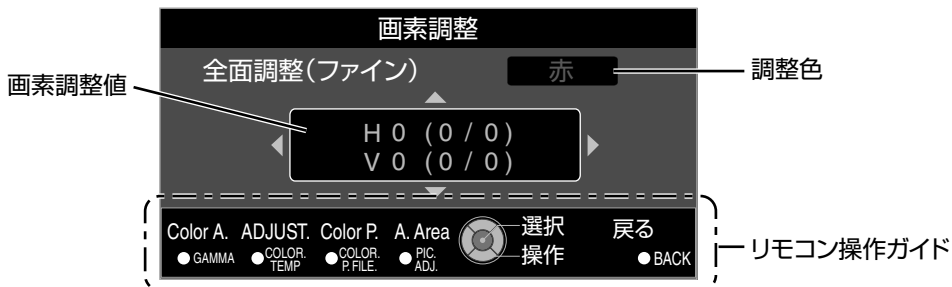 画素調整
全面調整（ファイン）
赤
調整色
画素調整値
H 0 ( 0 / 0 )
V 0 ( 0 / 0 )
Color A. ADJUST. Color P. A. Area 選択 戻る
GAMMA COLOR. TEMP COLOR. P. FILE. PIC. ADJ. 操作 BACK
リモコン操作ガイド